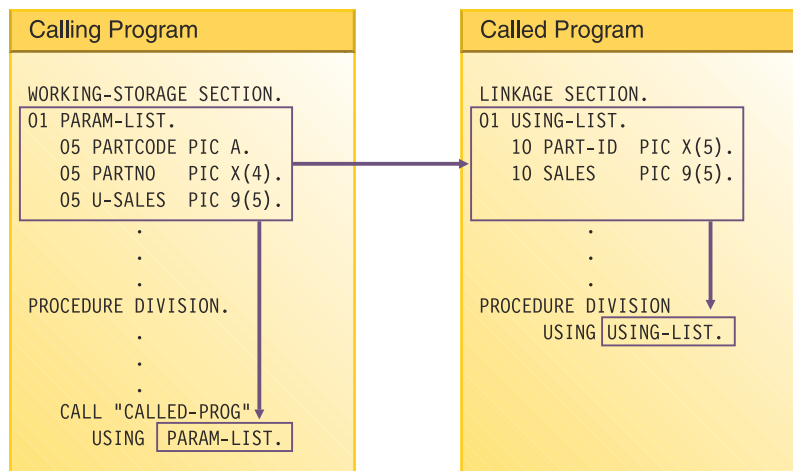 Calling Program
WORKING-STORAGE SECTION.
01 PARAM-LIST.
05 PARTCODE PIC A.
05 PARTNO PIC X(4).
05 U-SALES PIC 9(5).
.
.
.
PROCEDURE DIVISION.
.
.
.
CALL "CALLED-PROG"
USING PARAM-LIST.
Called Program
LINKAGE SECTION.
01 USING-LIST.
10 PART-ID PIC X(5).
10 SALES PIC 9(5).
.
.
.
PROCEDURE DIVISION
USING USING-LIST.